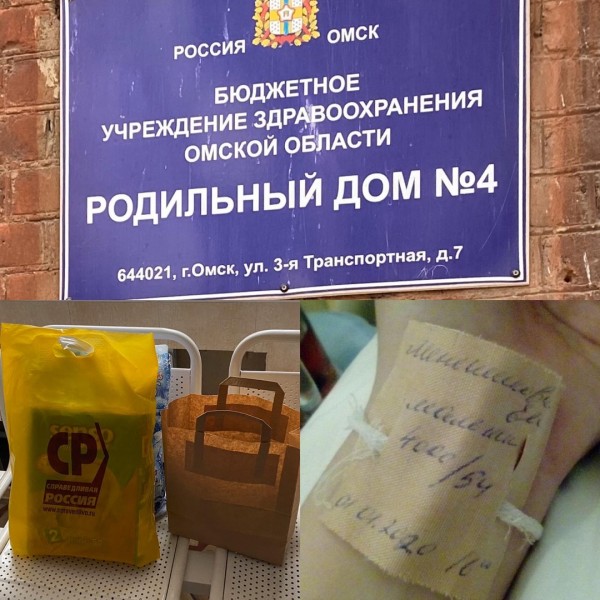 РОССИЯ ОМСК
БЮДЖЕТНОЕ
УЧРЕЖДЕНИЕ ЗДРАВООХРАНЕНИЯ
ОМСКОЙ ОБЛАСТИ
РОДИЛЬНЫЙ ДОМ №4
644021, г.Омск, ул. 3-я Транспортная, д.7
СР
СПРАВЕДЛИВАЯ
РОССИЯ
4000/54